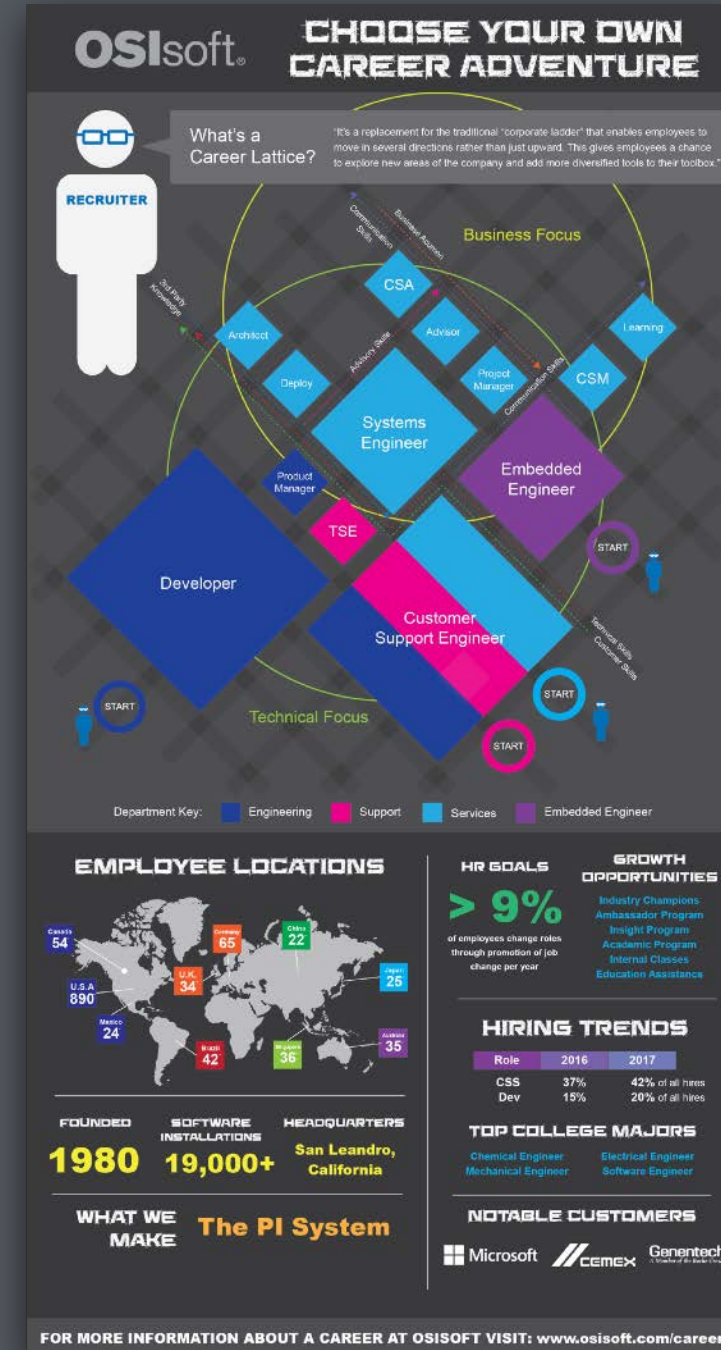 OSIsoft®
CHOOSE YOUR OWN
CAREER ADVENTURE
What's a
Career Lattice?
"It's a replacement for the traditional "corporate ladder" that enables employees to
move in several directions rather than just upward. This gives employees a chance
to explore new areas of the company and add more diversified tools to their toolbox."
RECRUITER
Communication
Skills
Business Acumen
Business Focus
3rd Party
Knowledge
CSA
Architect
Advisor
Learning
Advisory Skills
Deploy
Project
Manager
Communication Skills
CSM
Systems
Engineer
Embedded
Engineer
Product
Manager
TSE
START
Developer
Customer
Support Engineer
Technical Skills
Customer Skills
START
START
Technical Focus
START
Department Key:
Engineering
Support
Services
Embedded Engineer
EMPLOYEE LOCATIONS
Canada
54
Germany
65
China
22
U.K.
34
Japan
25
U.S.A
890
Mexico
24
Brazil
42
Singapore
36
Australia
35
FOUNDED
1980
SOFTWARE
INSTALLATIONS
19,000+
HEADQUARTERS
San Leandro,
California
WHAT WE
MAKE
The PI System
HR GOALS
> 9%
of employees change roles
through promotion of job
change per year
GROWTH
OPPORTUNITIES
Industry Champions
Ambassador Program
Insight Program
Academic Program
Internal Classes
Education Assistance
HIRING TRENDS
Role 2016 2017
CSS 37% 42% of all hires
Dev 15% 20% of all hires
TOP COLLEGE MAJORS
Chemical Engineer Electrical Engineer
Mechanical Engineer Software Engineer
NOTABLE CUSTOMERS
Microsoft
CEMEX
Genentech
FOR MORE INFORMATION ABOUT A CAREER AT OSISOFT VISIT: www.osisoft.com/career